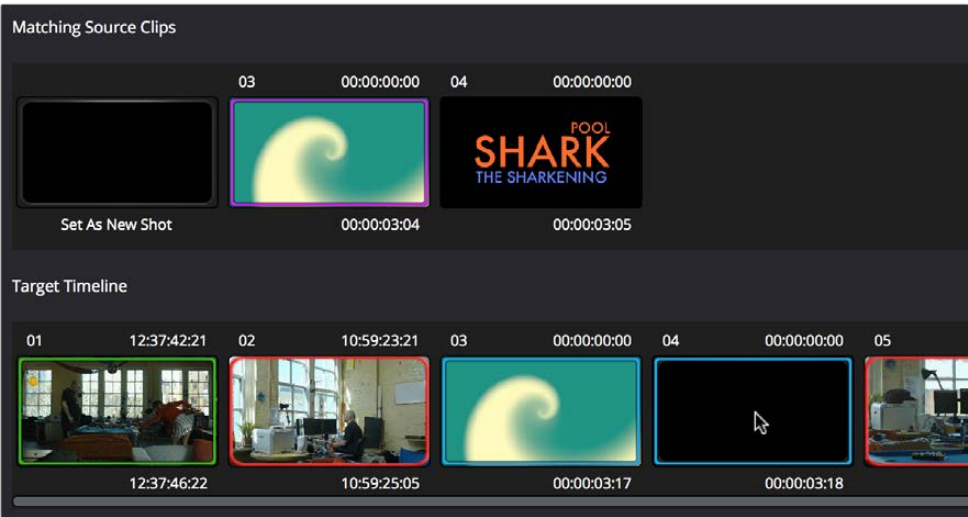 Matching Source Clips
03 00:00:00:00 04 00:00:00:00
POOL
SHARK
THE SHARKENING
Set As New Shot 00:00:03:04 00:00:03:05
Target Timeline
01 12:37:42:21 02 10:59:23:21 03 00:00:00:00 04 00:00:00:00 05
12:37:46:22 10:59:25:05 00:00:03:17 00:00:03:18